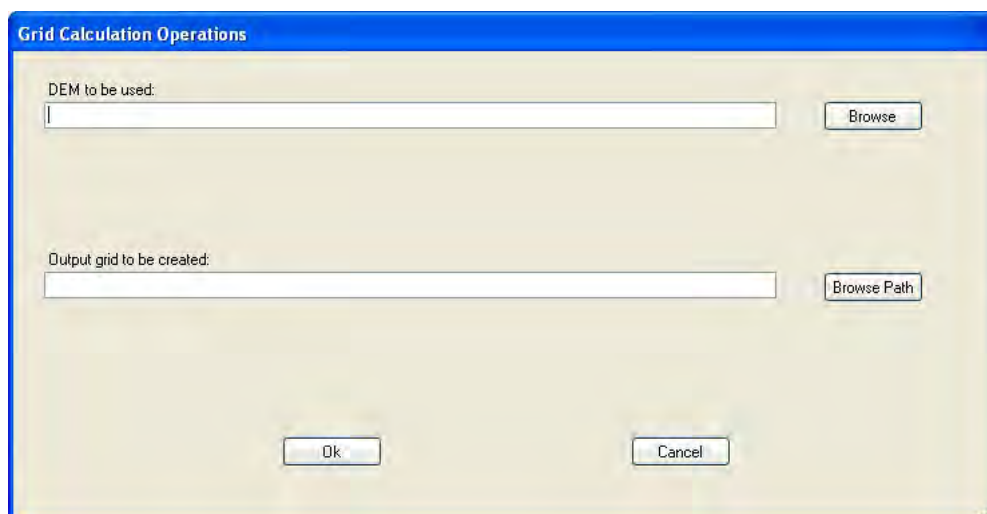 Grid Calculation Operations
DEM to be used:
Browse
Output grid to be created:
Browse Path
Ok
Cancel